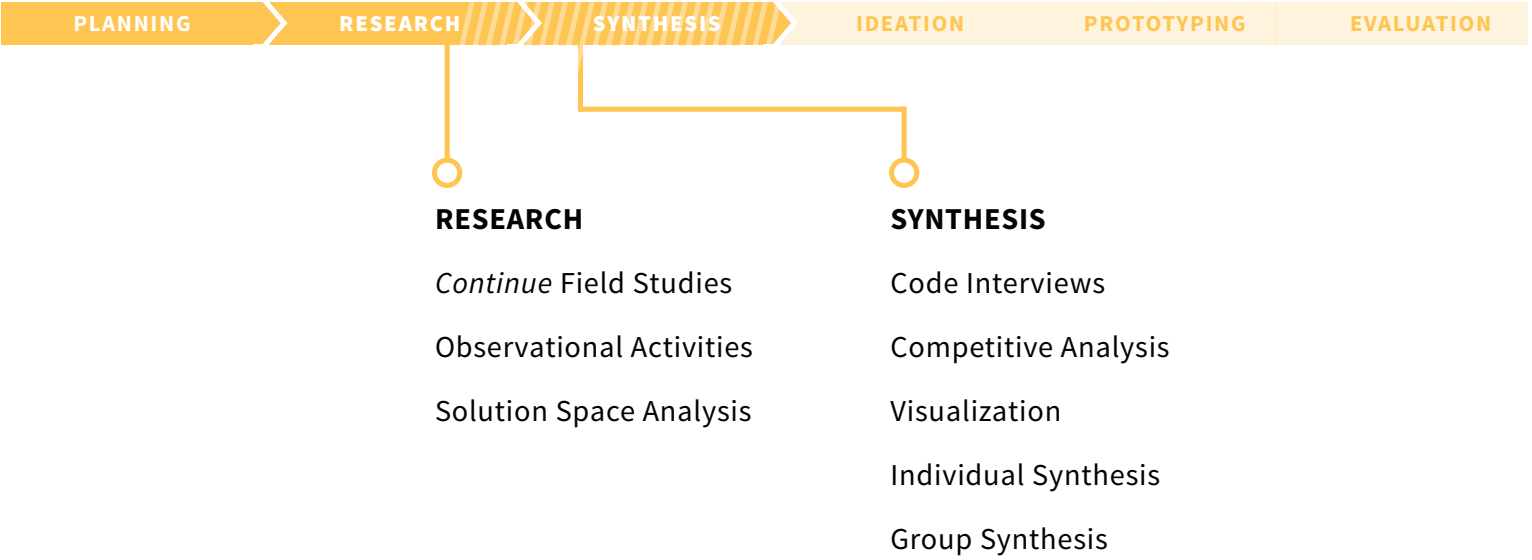 PLANNING
RESEARCH
SYNTHESIS
IDEATION
PROTOTYPING
EVALUATION
RESEARCH
Continue Field Studies
Observational Activities
Solution Space Analysis
SYNTHESIS
Code Interviews
Competitive Analysis
Visualization
Individual Synthesis
Group Synthesis